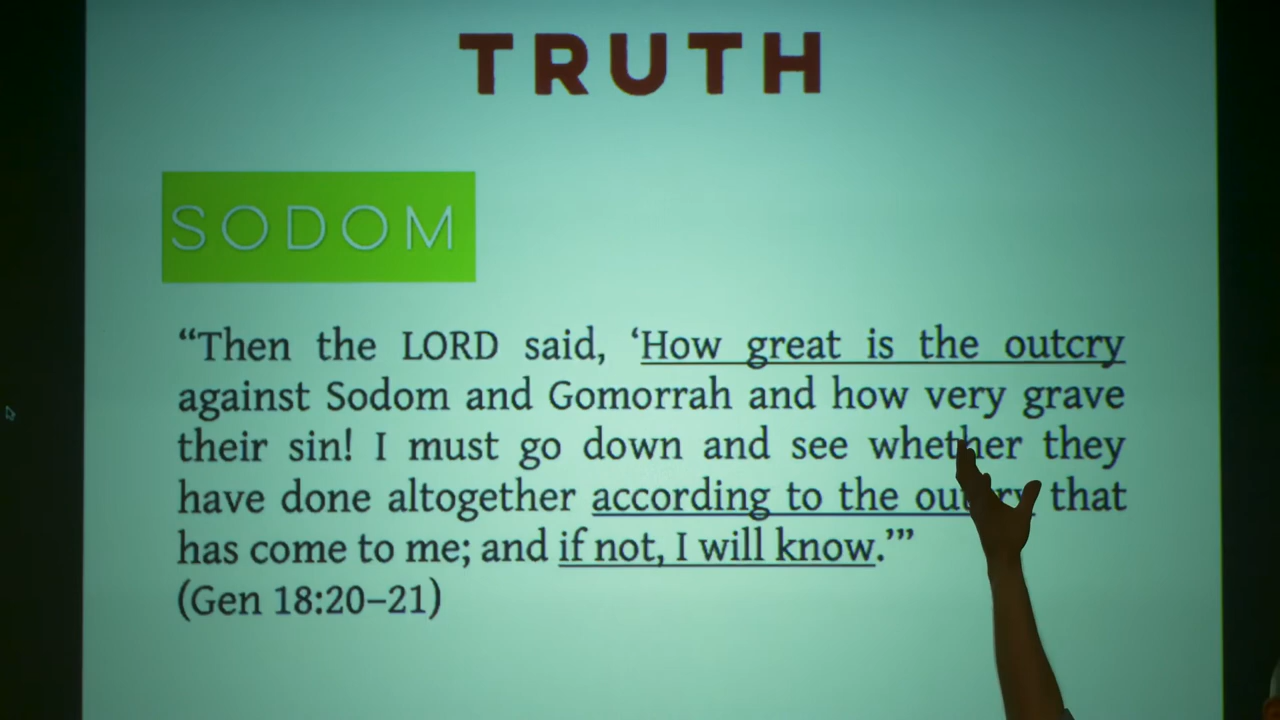 TRUTH
SODOM
“Then the LORD said, ‘How great is the outcry
against Sodom and Gomorrah and how very grave
their sin! I must go down and see whether they
have done altogether according to the outcry that
has come to me; and if not, I will know.’”
(Gen 18:20–21)